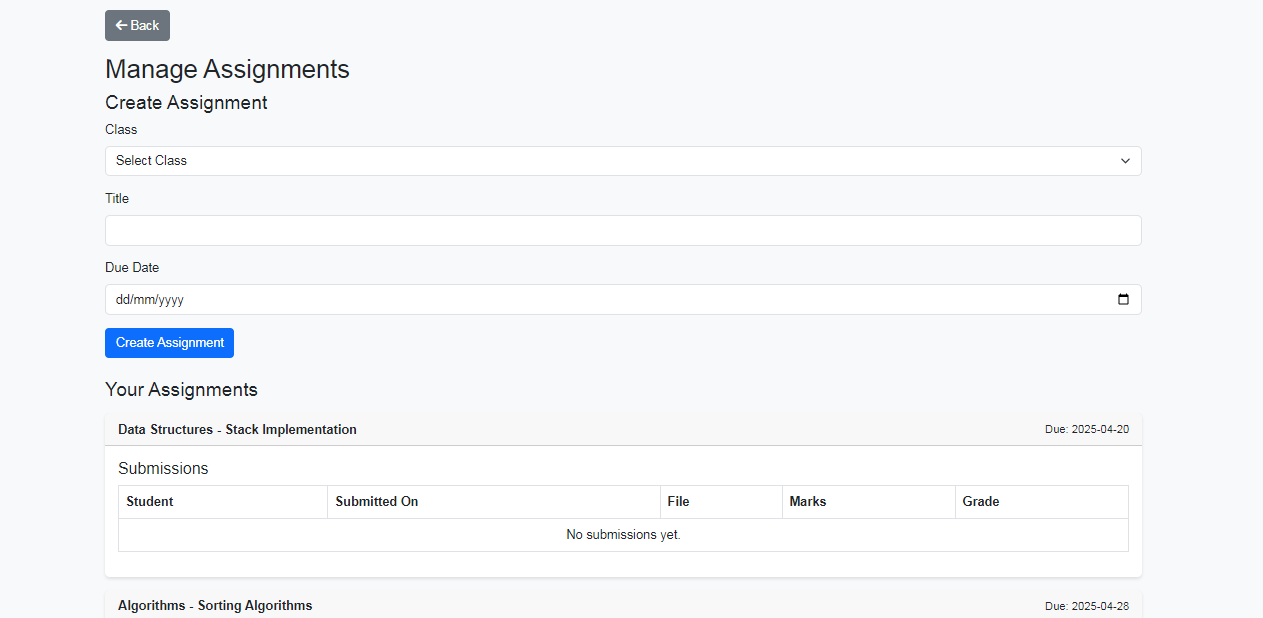 Back
Manage Assignments
Create Assignment
Class
Select Class
Title
Due Date
dd/mm/yyyy
Create Assignment
Your Assignments
Data Structures - Stack Implementation Due: 2025-04-20
Submissions
Student Submitted On File Marks Grade
No submissions yet.
Algorithms - Sorting Algorithms Due: 2025-04-28